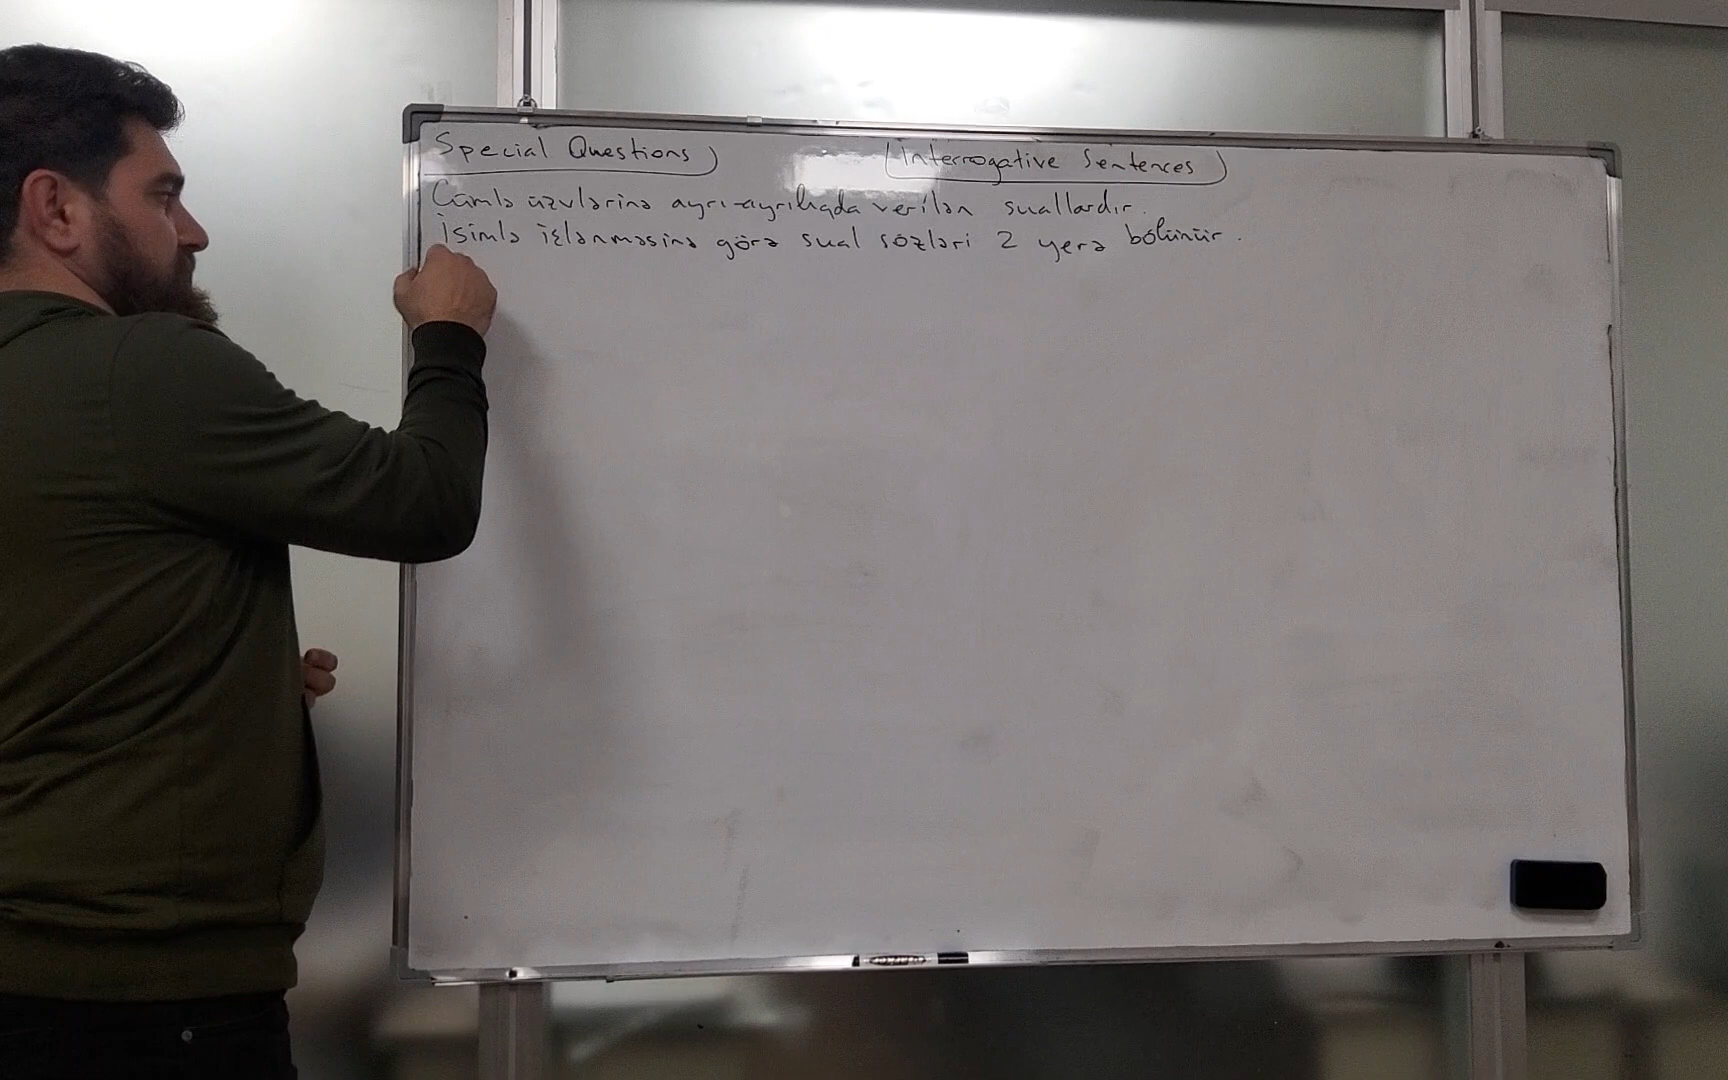 Special Questions (interrogative Sentences)
Cümlə üzvlərinə ayrı-ayrılıqda verilən suallardır.
İsimlə işlənməsinə görə sual sözləri 2 yerə bölünür.